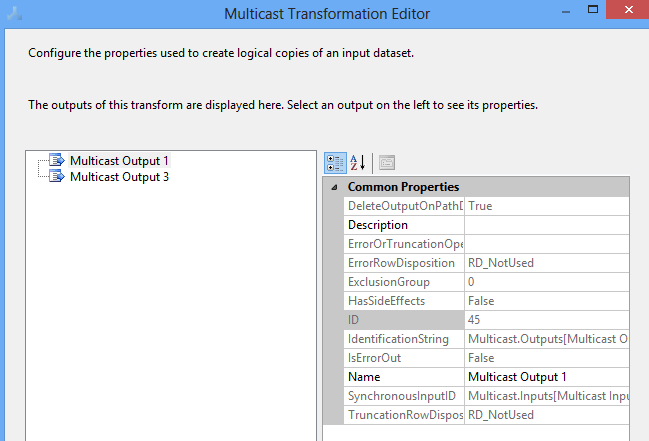 Multicast Transformation Editor
Configure the properties used to create logical copies of an input dataset.
The outputs of this transform are displayed here. Select an output on the left to see its properties.
Multicast Output 1
Multicast Output 3
Common Properties
DeleteOutputOnPathD True
Description
ErrorOrTruncationOpe
ErrorRowDisposition RD_NotUsed
ExclusionGroup 0
HasSideEffects False
ID 45
IdentificationString Multicast.Outputs[Multicast O
IsErrorOut False
Name Multicast Output 1
SynchronousInputID Multicast.Inputs[Multicast Inpu
TruncationRowDispos RD_NotUsed